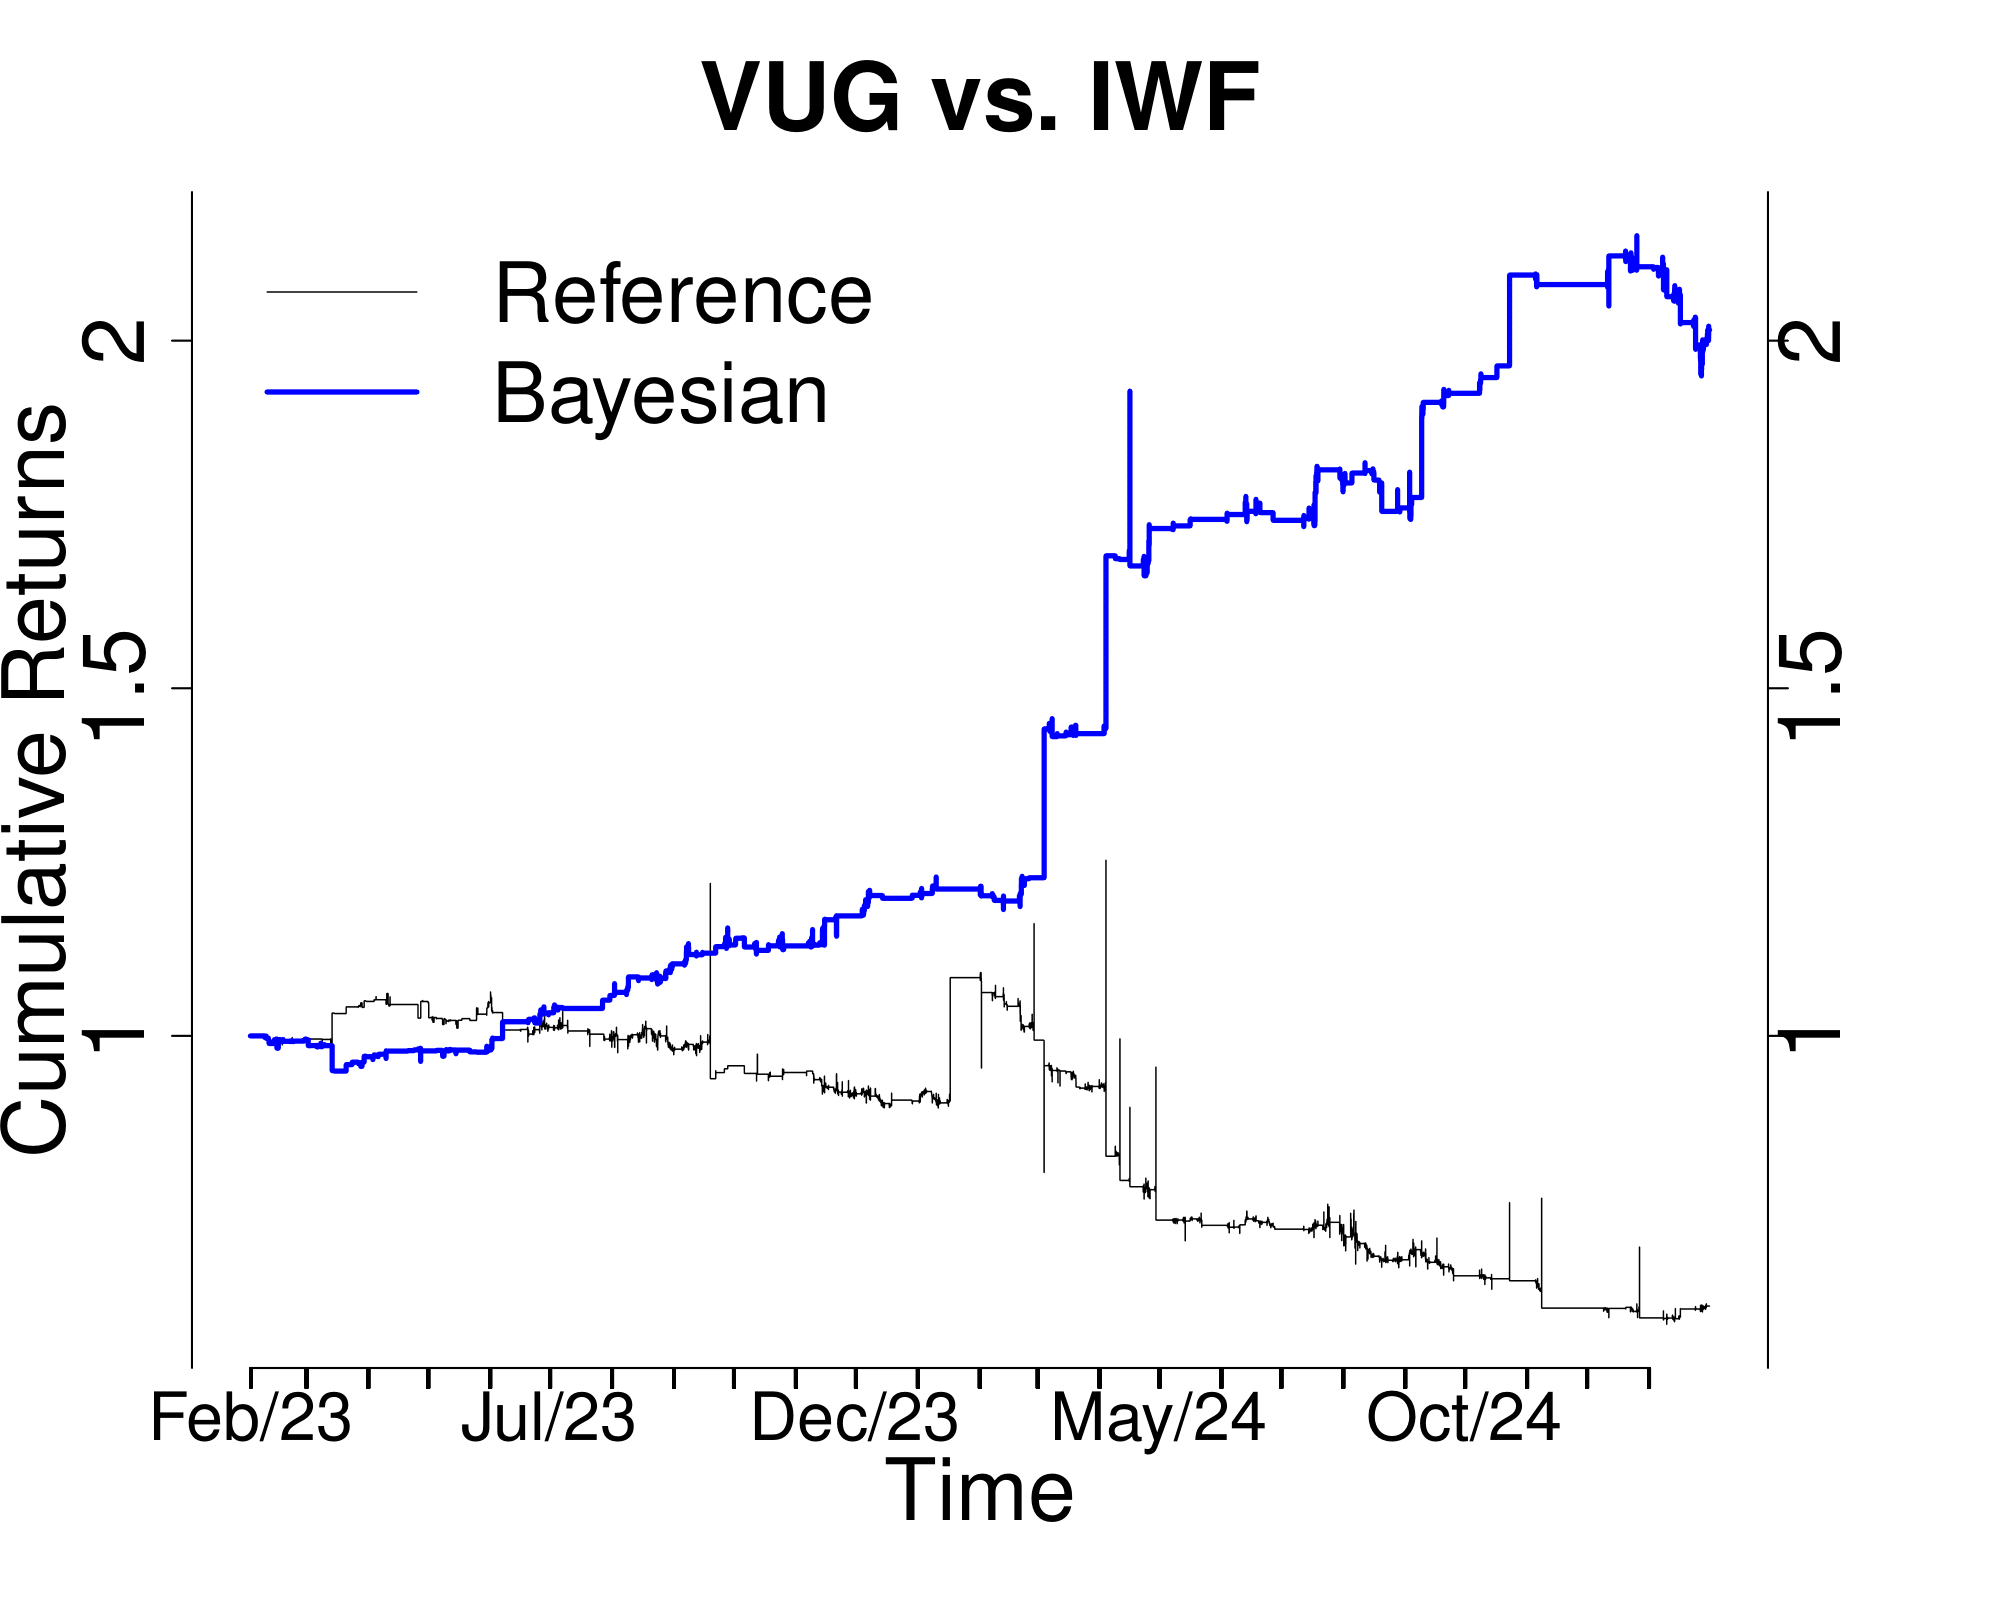 VUG vs. IWF
Reference
Bayesian
Cumulative Returns
1
1.5
2
1
1.5
2
Feb/23 Jul/23 Dec/23 May/24 Oct/24
Time